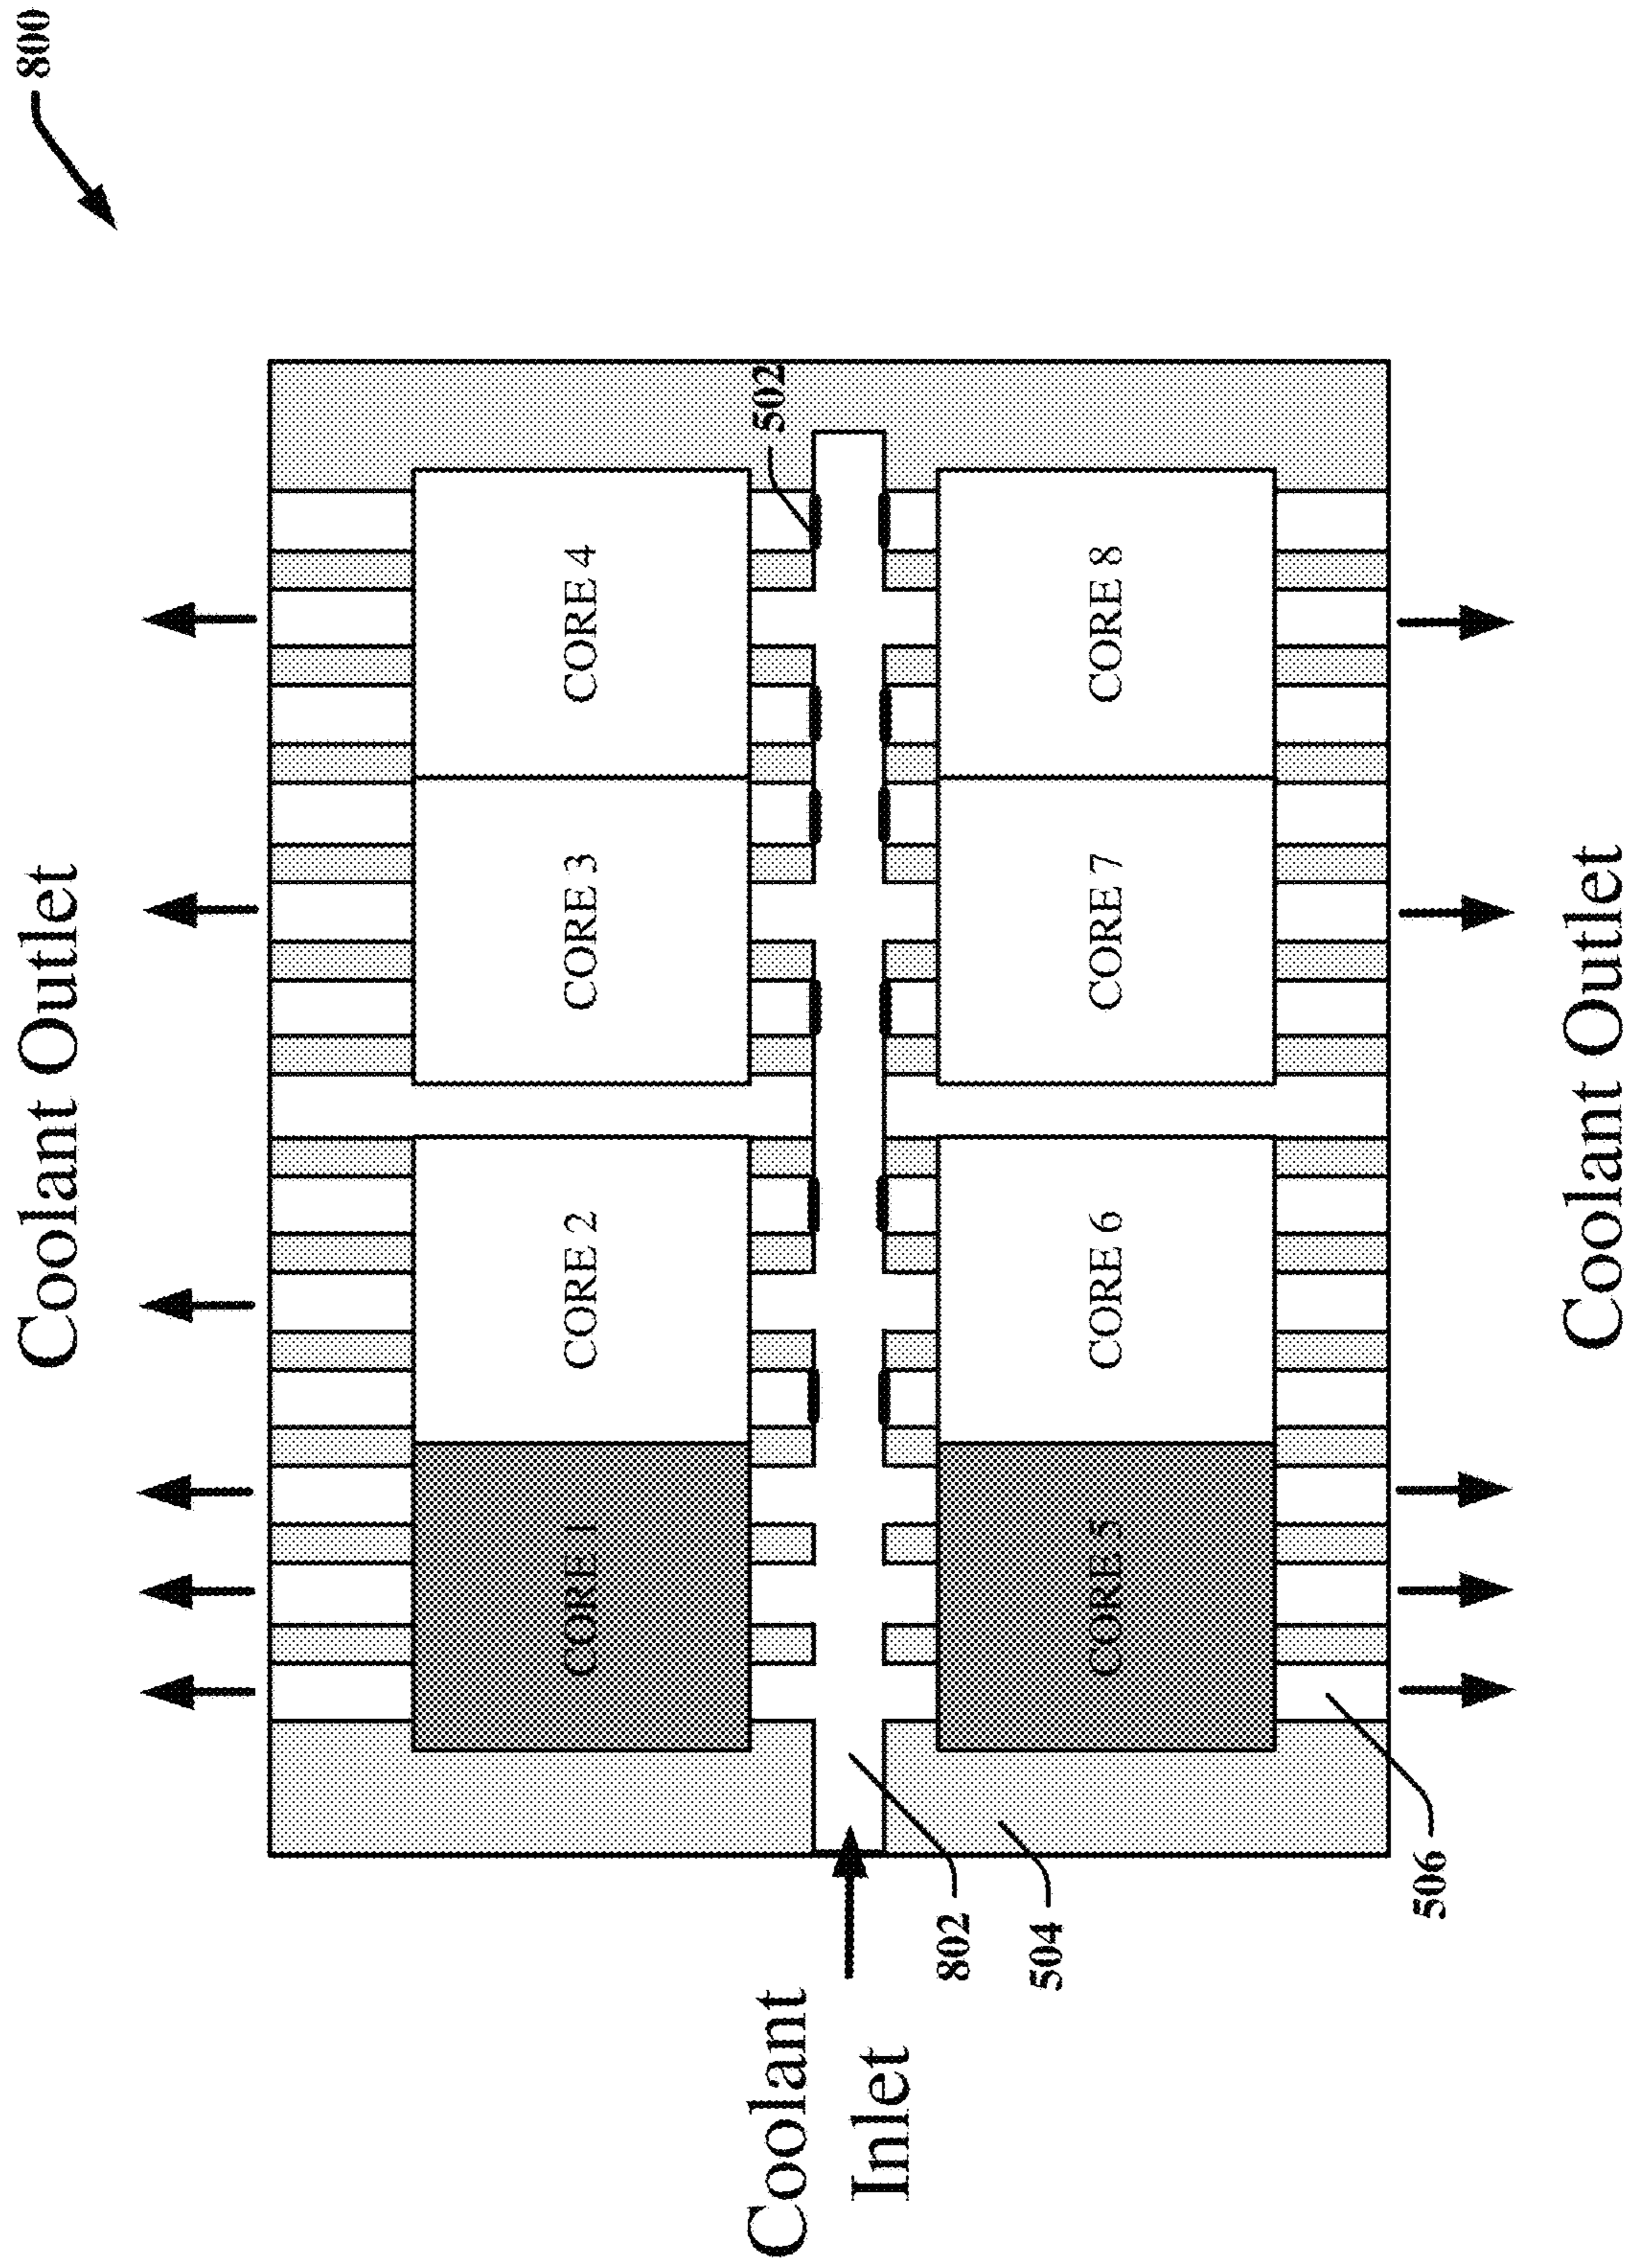 800
Coolant Outlet
502
CORE 1
CORE 2
CORE 3
CORE 4
Coolant
Inlet
CORE 5
CORE 6
CORE 7
CORE 8
802
504
506
Coolant Outlet